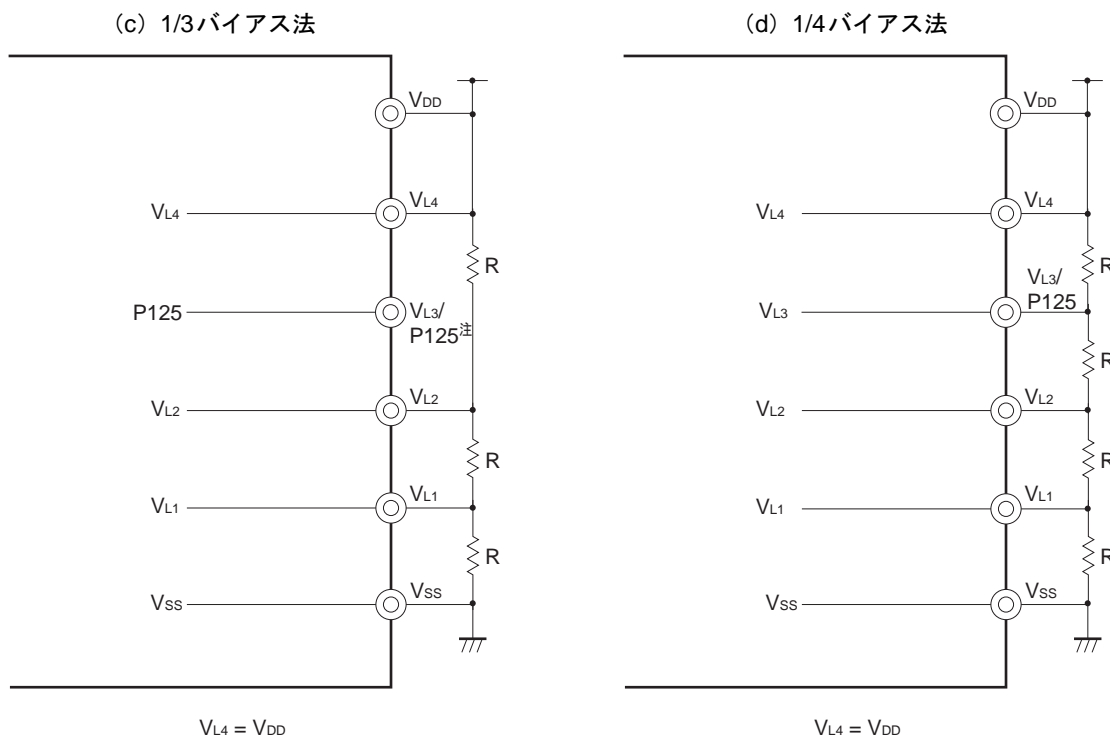 (c) 1/3バイアス法
VDD
VL4
VL4
R
P125
VL3/
P125注
VL2
VL2
R
VL1
VL1
R
VSS
VSS
VL4 = VDD
(d) 1/4バイアス法
VDD
VL4
VL4
R
VL3/
P125
VL3
R
VL2
VL2
R
VL1
VL1
R
VSS
VSS
VL4 = VDD